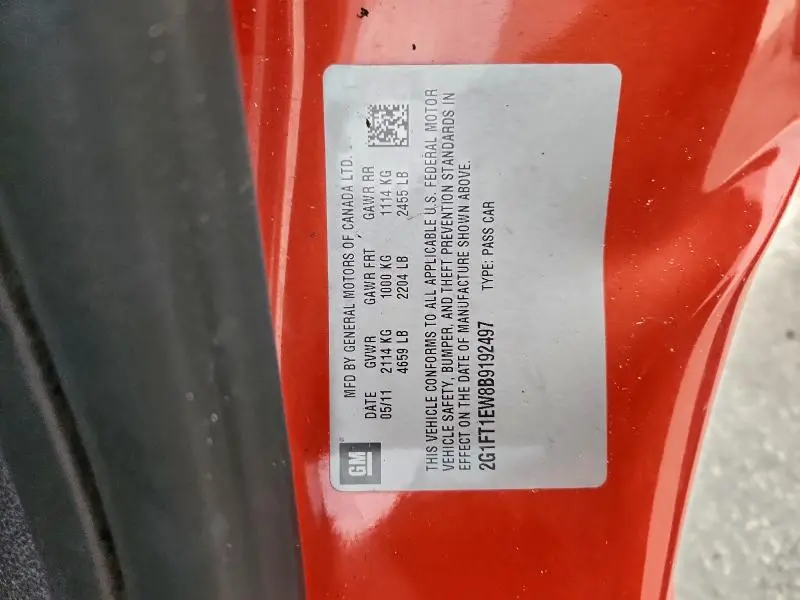 GM
MFD BY GENERAL MOTORS OF CANADA LTD.
DATE GVWR GAWR FRT GAWR RR
05/11 2114 KG 1000 KG 1114 KG
4659 LB 2204 LB 2455 LB
THIS VEHICLE CONFORMS TO ALL APPLICABLE U.S. FEDERAL MOTOR
VEHICLE SAFETY, BUMPER, AND THEFT PREVENTION STANDARDS IN
EFFECT ON THE DATE OF MANUFACTURE SHOWN ABOVE.
2G1FT1EW8B9192497 TYPE: PASS CAR